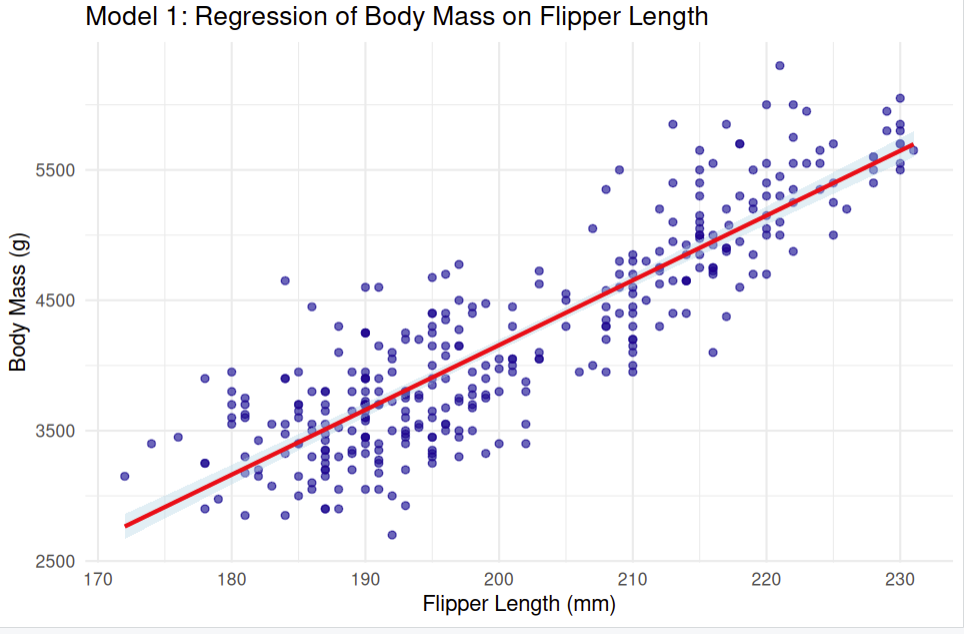 Model 1: Regression of Body Mass on Flipper Length
Body Mass (g)
5500
4500
3500
2500
170 180 190 200 210 220 230
Flipper Length (mm)